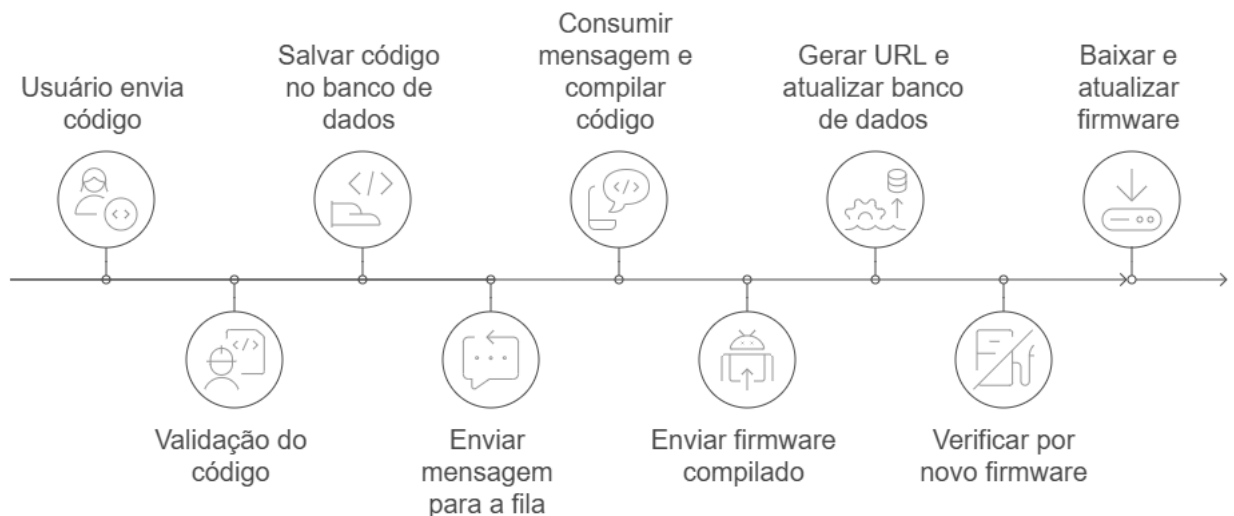 Usuário envia
código
Validação do
código
Salvar código
no banco de
dados
Enviar
mensagem
para a fila
Consumir
mensagem e
compilar
código
Enviar firmware
compilado
Gerar URL e
atualizar banco
de dados
Verificar por
novo firmware
Baixar e
atualizar
firmware